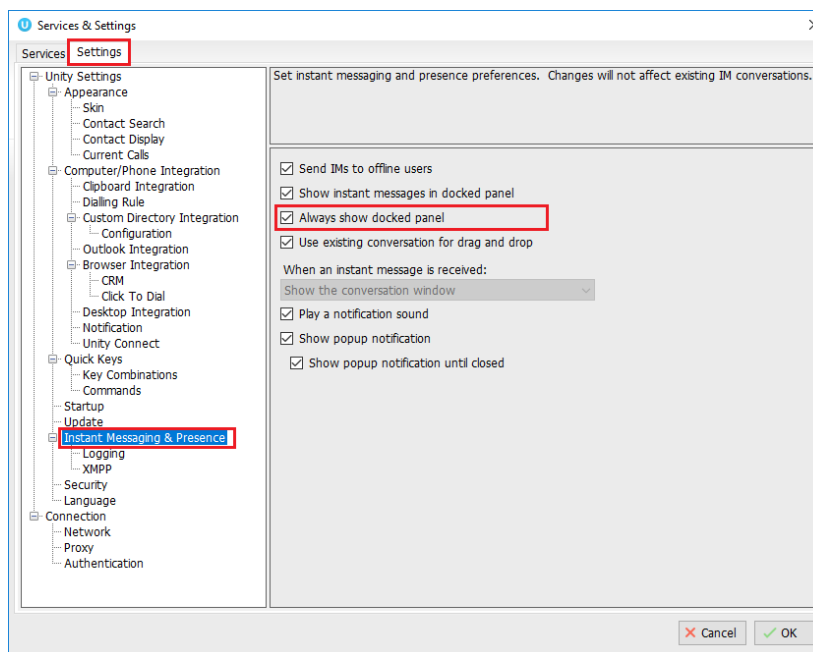 Services & Settings
Services
Settings
Unity Settings
Appearance
Skin
Contact Search
Contact Display
Current Calls
Computer/Phone Integration
Clipboard Integration
Dialling Rule
Custom Directory Integration
Configuration
Outlook Integration
Browser Integration
CRM
Click To Dial
Desktop Integration
Notification
Unity Connect
Quick Keys
Key Combinations
Commands
Startup
Update
Instant Messaging & Presence
Logging
XMPP
Security
Language
Connection
Network
Proxy
Authentication
Set instant messaging and presence preferences.  Changes will not affect existing IM conversations.
Send IMs to offline users
Show instant messages in docked panel
Always show docked panel
Use existing conversation for drag and drop
When an instant message is received:
Show the conversation window
Play a notification sound
Show popup notification
Show popup notification until closed
Cancel
OK